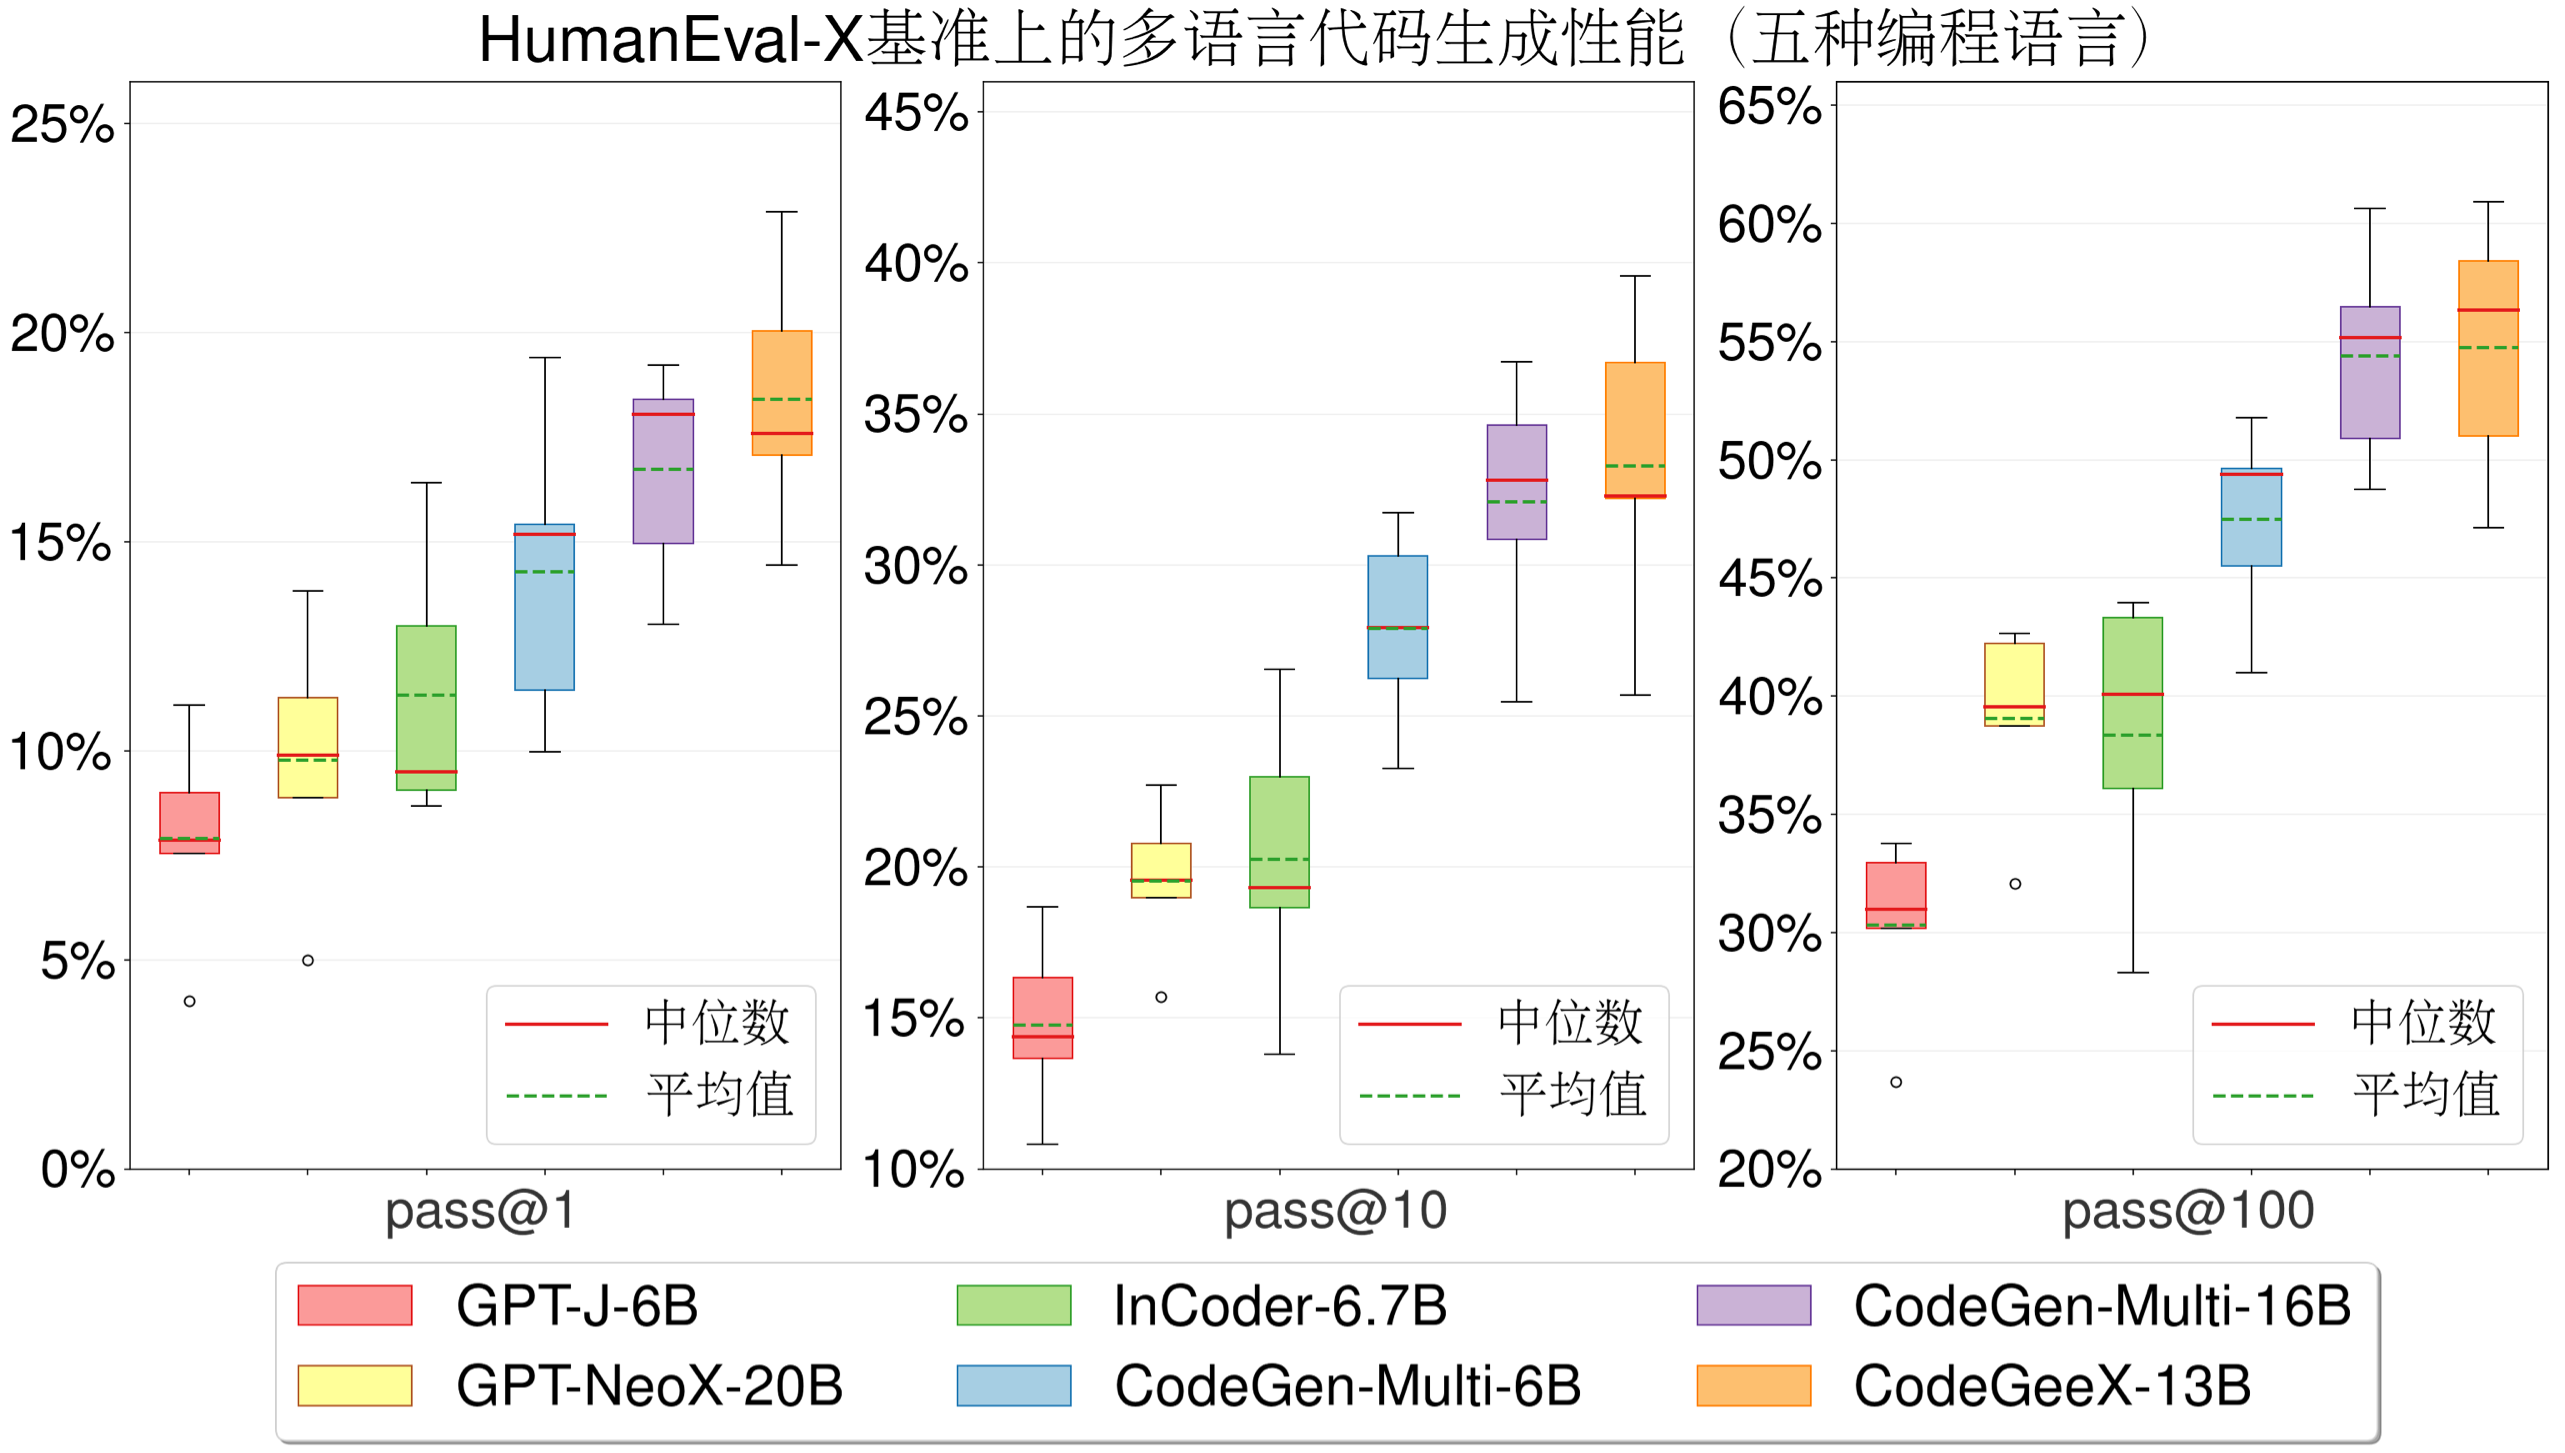 HumanEval-X基准上的多语言代码生成性能（五种编程语言）
25%
20%
15%
10%
5%
0%
中位数
平均值
pass@1
45%
40%
35%
30%
25%
20%
15%
10%
中位数
平均值
pass@10
65%
60%
55%
50%
45%
40%
35%
30%
25%
20%
中位数
平均值
pass@100
GPT-J-6B
GPT-NeoX-20B
InCoder-6.7B
CodeGen-Multi-6B
CodeGen-Multi-16B
CodeGeeX-13B